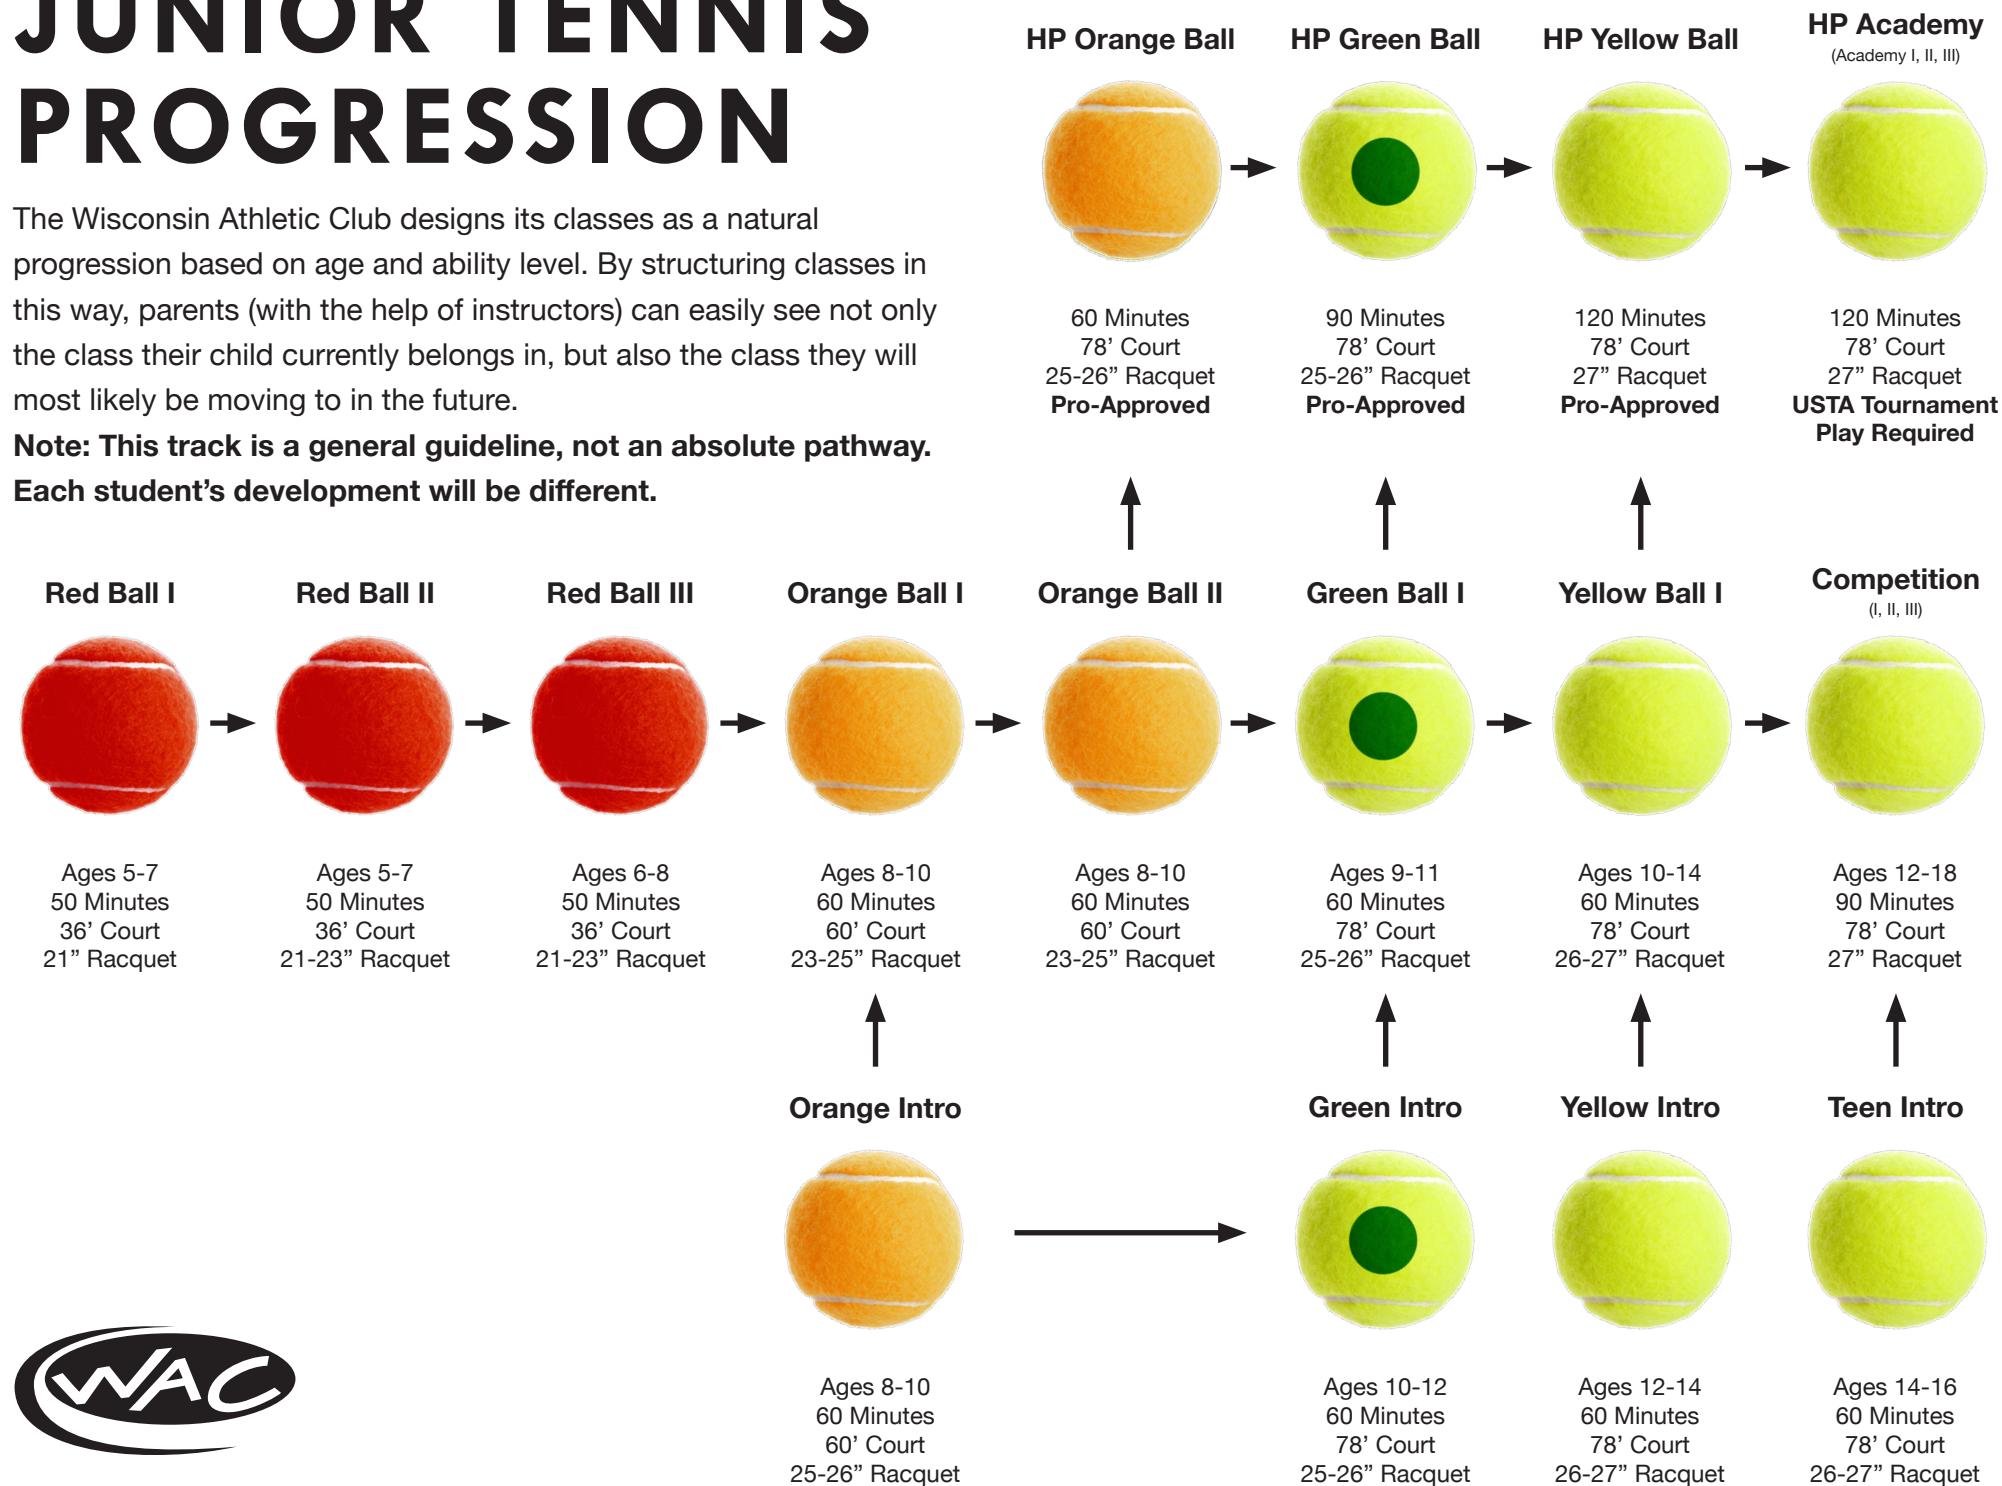 JUNIOR TENNIS
PROGRESSION
The Wisconsin Athletic Club designs its classes as a natural
progression based on age and ability level. By structuring classes in
this way, parents (with the help of instructors) can easily see not only
the class their child currently belongs in, but also the class they will
most likely be moving to in the future.
Note: This track is a general guideline, not an absolute pathway.
Each student’s development will be different.
HP Orange Ball
60 Minutes
78’ Court
25-26” Racquet
Pro-Approved
HP Green Ball
90 Minutes
78’ Court
25-26” Racquet
Pro-Approved
HP Yellow Ball
120 Minutes
78’ Court
27” Racquet
Pro-Approved
HP Academy
(Academy I, II, III)
120 Minutes
78’ Court
27” Racquet
USTA Tournament
Play Required
Red Ball I
Ages 5-7
50 Minutes
36’ Court
21” Racquet
Red Ball II
Ages 5-7
50 Minutes
36’ Court
21-23” Racquet
Red Ball III
Ages 6-8
50 Minutes
36’ Court
21-23” Racquet
Orange Ball I
Ages 8-10
60 Minutes
60’ Court
23-25” Racquet
Orange Ball II
Ages 8-10
60 Minutes
60’ Court
23-25” Racquet
Green Ball I
Ages 9-11
60 Minutes
78’ Court
25-26” Racquet
Yellow Ball I
Ages 10-14
60 Minutes
78’ Court
26-27” Racquet
Competition
(I, II, III)
Ages 12-18
90 Minutes
78’ Court
27” Racquet
Orange Intro
Ages 8-10
60 Minutes
60’ Court
25-26” Racquet
Green Intro
Ages 10-12
60 Minutes
78’ Court
25-26” Racquet
Yellow Intro
Ages 12-14
60 Minutes
78’ Court
26-27” Racquet
Teen Intro
Ages 14-16
60 Minutes
78’ Court
26-27” Racquet
WAC